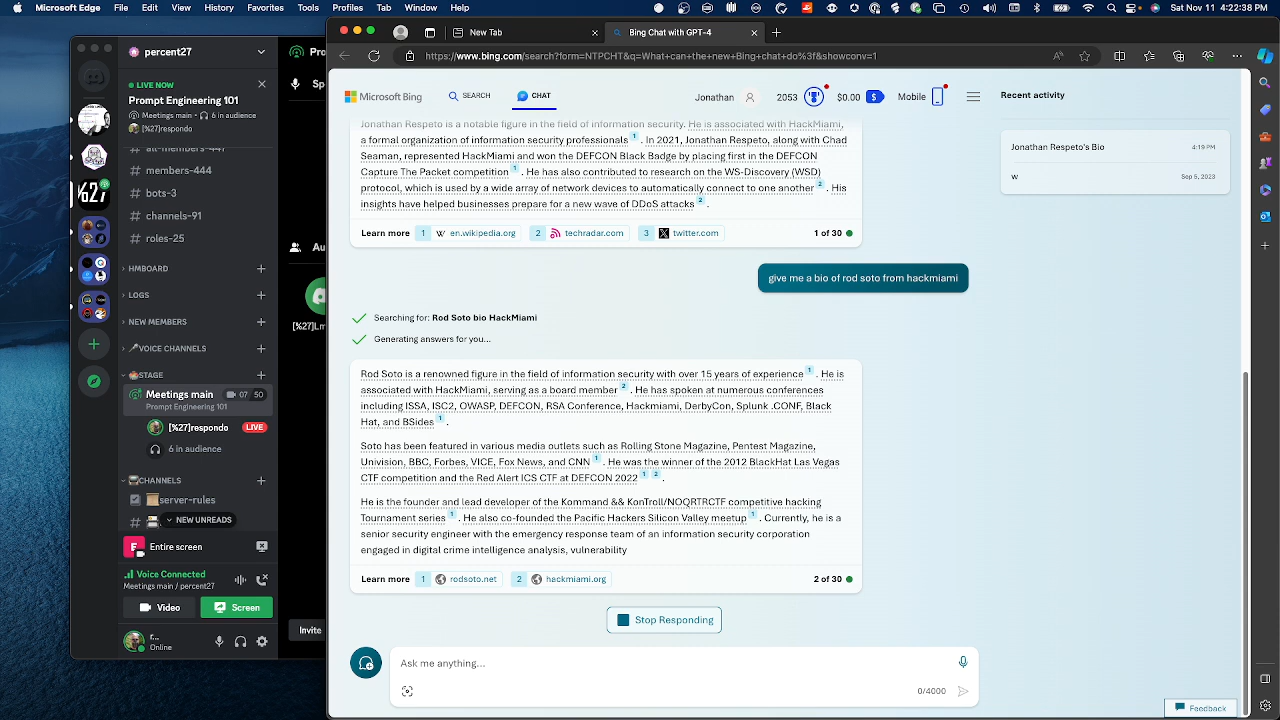 Microsoft Edge File Edit View History Favorites Tools Profiles Tab Window Help
Sat Nov 11 4:22:38 PM
percent27
LIVE NOW
Prompt Engineering 101
Meetings main • 6 in audience
[%27]respondo
members-444
bots-3
channels-91
roles-25
HMBOARD
LOGS
NEW MEMBERS
VOICE CHANNELS
STAGE
Meetings main 07 50
Prompt Engineering 101
[%27]respondo LIVE
6 in audience
CHANNELS
server-rules
NEW UNREADS
Entire screen
Voice Connected
Meetings main / percent27
Video Screen
r...
Online
Pro
Sp
Au
[%27]Lm
Invite
New Tab
Bing Chat with GPT-4
https://www.bing.com/search?form=NTPCHT&q=What+can+the+new+Bing+chat+do%3f&showconv=1
Microsoft Bing SEARCH CHAT Jonathan 2053 $0.00 Mobile
Jonathan Respeto is a notable figure in the field of information security. He is associated with HackMiami,
a formal organization of information security professionals 1 . In 2021, Jonathan Respeto, along with Chad
Seaman, represented HackMiami and won the DEFCON Black Badge by placing first in the DEFCON
Capture The Packet competition 1 . He has also contributed to research on the WS-Discovery (WSD)
protocol, which is used by a wide array of network devices to automatically connect to one another 2 . His
insights have helped businesses prepare for a new wave of DDoS attacks 2 .
Learn more 1 en.wikipedia.org 2 techradar.com 3 twitter.com 1 of 30
give me a bio of rod soto from hackmiami
Searching for: Rod Soto bio HackMiami
Generating answers for you...
Rod Soto is a renowned figure in the field of information security with over 15 years of experience 1 . He is
associated with HackMiami, serving as a board member 2 . He has spoken at numerous conferences
including ISSA, ISC2, OWASP, DEFCON, RSA Conference, Hackmiami, DerbyCon, Splunk .CONF, Black
Hat, and BSides 1 .
Soto has been featured in various media outlets such as Rolling Stone Magazine, Pentest Magazine,
Univision, BBC, Forbes, VICE, Fox News, and CNN 1 . He was the winner of the 2012 BlackHat Las Vegas
CTF competition and the Red Alert ICS CTF at DEFCON 2022 1 2 .
He is the founder and lead developer of the Kommand && KonTroll/NOQRTRCTF competitive hacking
Tournament series 1 . He also co-founded the Pacific Hackers Silicon Valley meetup 1 . Currently, he is a
senior security engineer with the emergency response team of an information security corporation
engaged in digital crime intelligence analysis, vulnerability
Learn more 1 rodsoto.net 2 hackmiami.org 2 of 30
Stop Responding
Ask me anything...
0/4000
Recent activity
Jonathan Respeto's Bio 4:19 PM
w Sep 5, 2023
Feedback